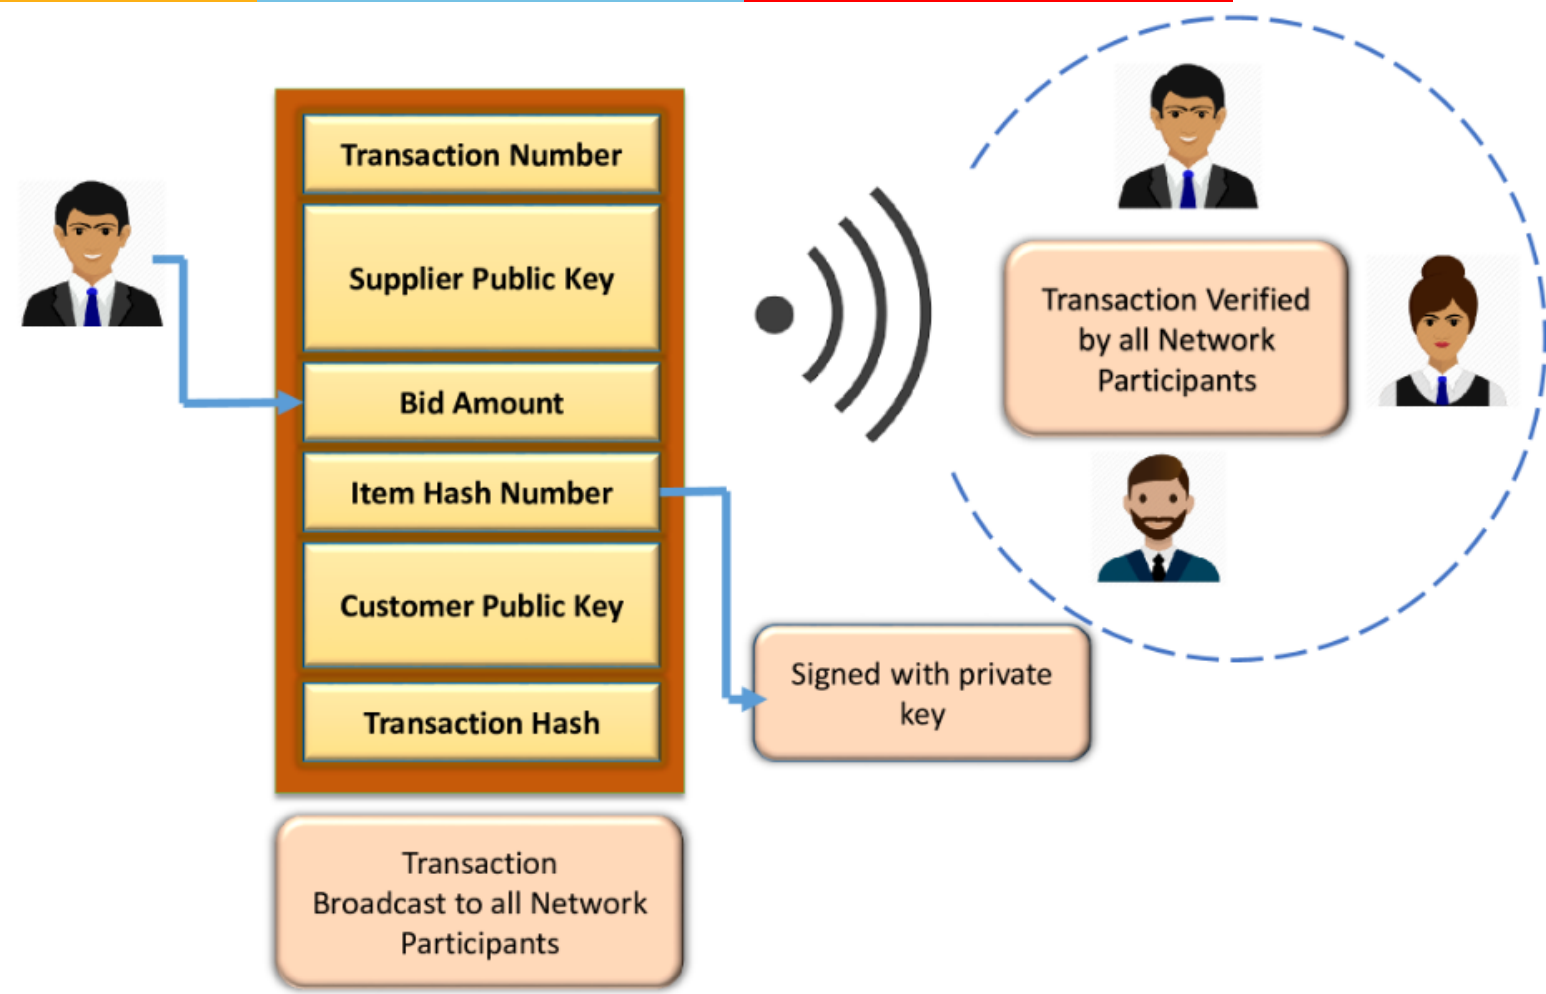 Transaction Number
Supplier Public Key
Bid Amount
Item Hash Number
Customer Public Key
Transaction Hash
Transaction
Broadcast to all Network
Participants
Signed with private
key
Transaction Verified
by all Network
Participants